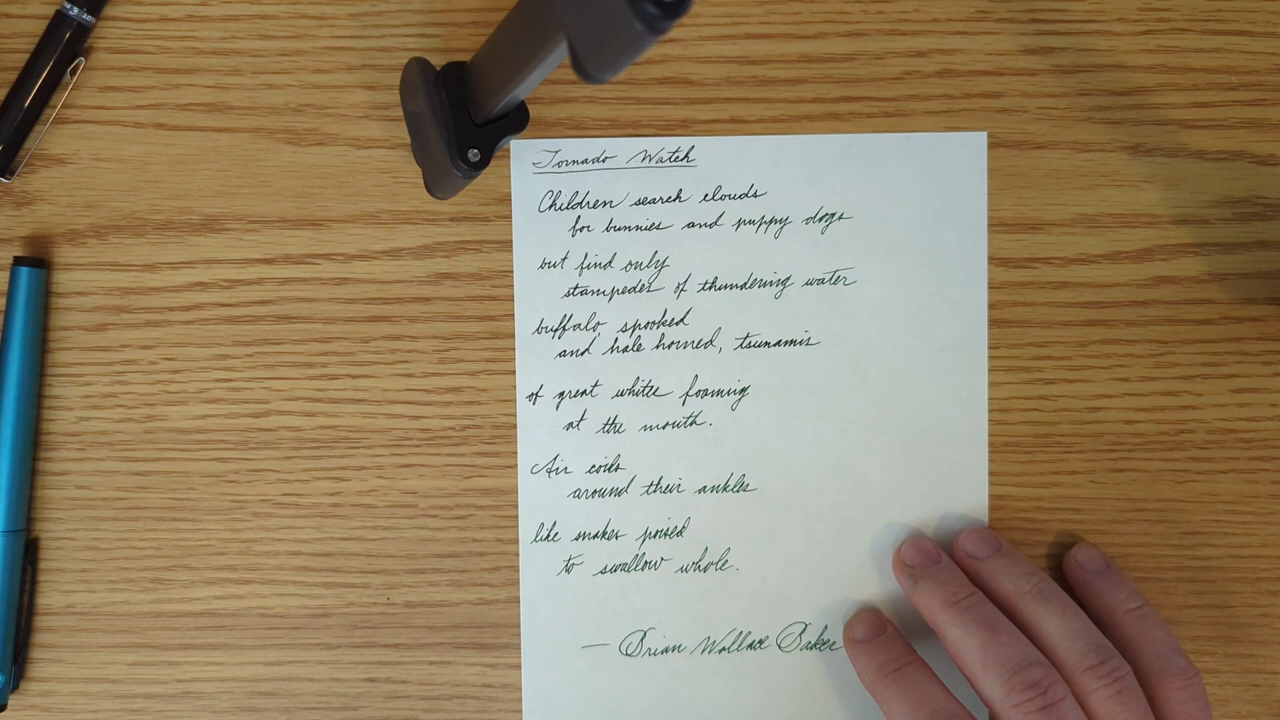 Tornado Watch
Children search clouds
for bunnies and puppy dogs
but find only
stampedes of thundering water
buffalo, spooked
and hale horned, tsunamis
of great whites foaming
at the mouth.
Air coils
around their ankles
like snakes poised
to swallow whole.
— Brian Wallace Baker